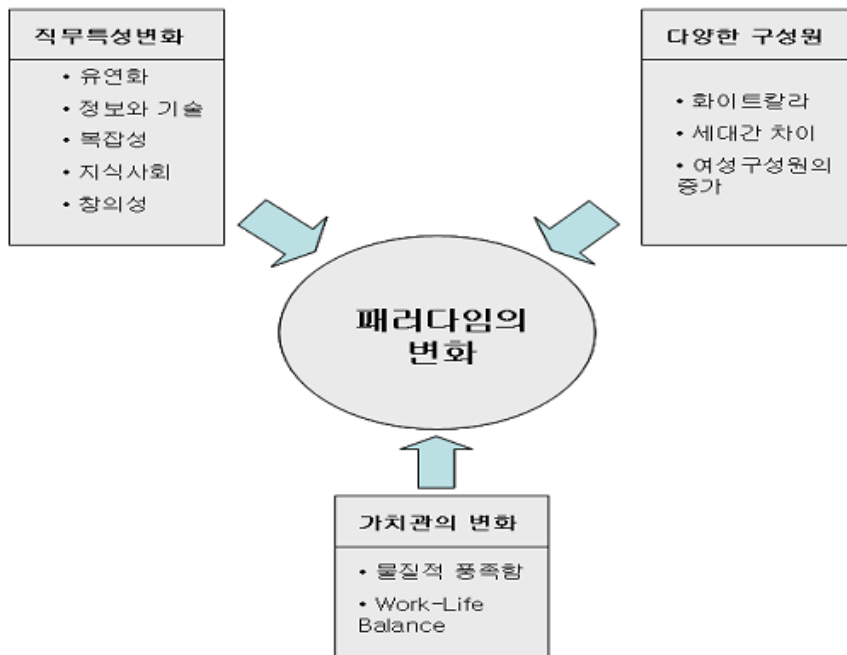 직무특성변화
• 유연화
• 정보와 기술
• 복잡성
• 지식사회
• 창의성
다양한 구성원
• 화이트칼라
• 세대간 차이
• 여성구성원의
증가
패러다임의
변화
가치관의 변화
• 물질적 풍족함
• Work-Life
Balance